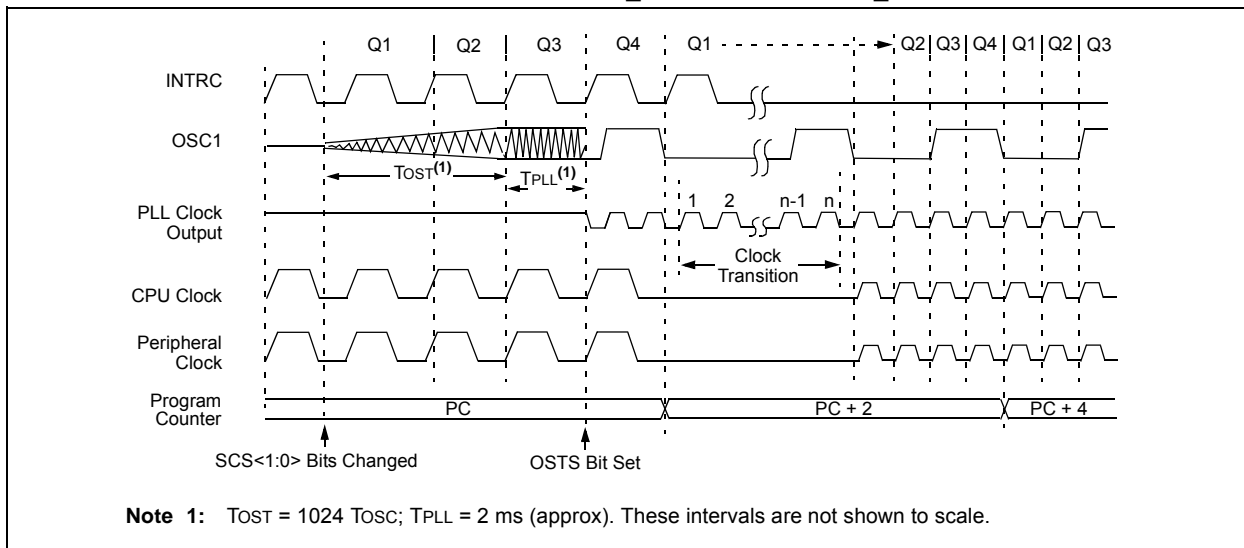 Q1 Q2 Q3 Q4 Q1 Q2 Q3 Q4 Q1 Q2 Q3
INTRC
OSC1
TOST(1) TPLL(1)
1 2 n-1 n
PLL Clock
Output
Clock
Transition
CPU Clock
Peripheral
Clock
Program
Counter
PC PC + 2 PC + 4
SCS<1:0> Bits Changed OSTS Bit Set
Note 1: TOST = 1024 TOSC; TPLL = 2 ms (approx). These intervals are not shown to scale.